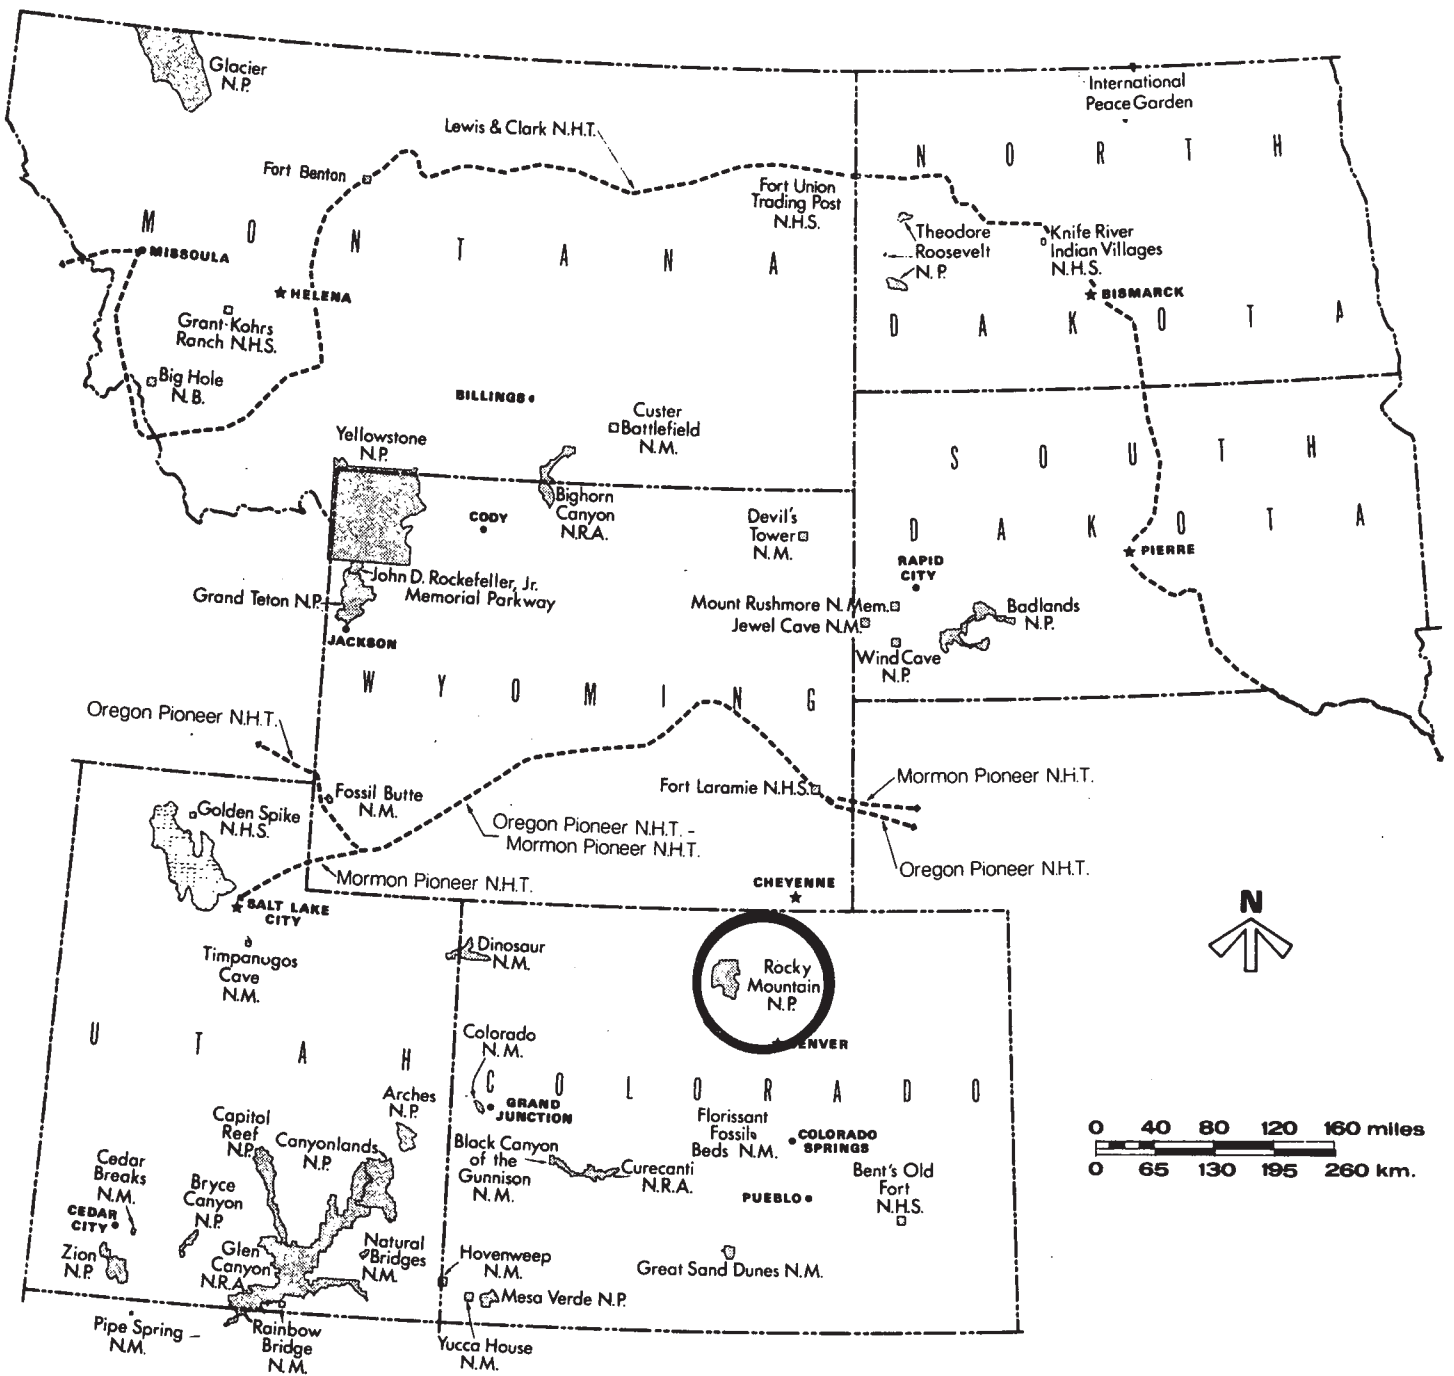 Glacier
N.P.
International
Peace Garden
Lewis & Clark N.H.T.
N O R T H
Fort Benton
Fort Union
Trading Post
N.H.S.
M O N T A N A
Theodore
Roosevelt
N.P.
Knife River
Indian Villages
N.H.S.
MISSOULA
HELENA
BISMARCK
Grant-Kohrs
Ranch N.H.S.
D A K O T A
Big Hole
N.B.
BILLINGS
Custer
Battlefield
N.M.
Yellowstone
N.P.
S O U T H
Bighorn
Canyon
N.R.A.
CODY
Devil's
Tower
N.M.
D A K O T A
PIERRE
RAPID
CITY
John D. Rockefeller, Jr.
Memorial Parkway
Grand Teton N.P.
Mount Rushmore N. Mem.
Jewel Cave N.M.
Badlands
N.P.
JACKSON
Wind Cave
N.P.
W Y O M I N G
Oregon Pioneer N.H.T.
Fossil Butte
N.M.
Fort Laramie N.H.S.
Mormon Pioneer N.H.T.
Golden Spike
N.H.S.
Oregon Pioneer N.H.T. -
Mormon Pioneer N.H.T.
Oregon Pioneer N.H.T.
Mormon Pioneer N.H.T.
CHEYENNE
SALT LAKE
CITY
N
Timpanogos
Cave
N.M.
Dinosaur
N.M.
Rocky
Mountain
N.P.
U T A H
Colorado
N.M.
ENVER
C O L O R A D O
Arches
N.P.
GRAND
JUNCTION
Capitol
Reef
N.P.
Canyonlands
N.P.
Florissant
Fossil
Beds N.M.
COLORADO
SPRINGS
0 40 80 120 160 miles
0 65 130 195 260 km.
Cedar
Breaks
N.M.
Black Canyon
of the
Gunnison
N.M.
Curecanti
N.R.A.
Bent's Old
Fort
N.H.S.
Bryce
Canyon
N.P.
PUEBLO
CEDAR
CITY
Zion
N.P.
Glen
Canyon
N.R.A.
Natural
Bridges
N.M.
Hovenweep
N.M.
Great Sand Dunes N.M.
Mesa Verde N.P.
Pipe Spring
N.M.
Rainbow
Bridge
N.M.
Yucca House
N.M.